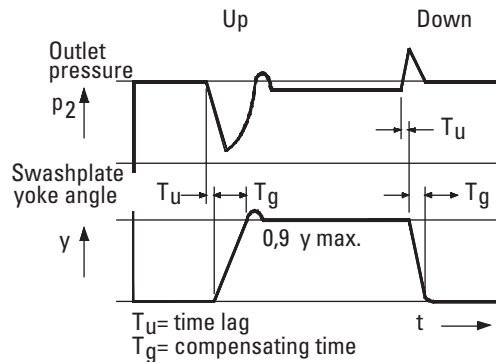 Up Down
Outlet
pressure
p2
Tu
Swashplate
yoke angle
Tu Tg Tg
y
0,9 y max.
Tu= time lag t
Tg= compensating time